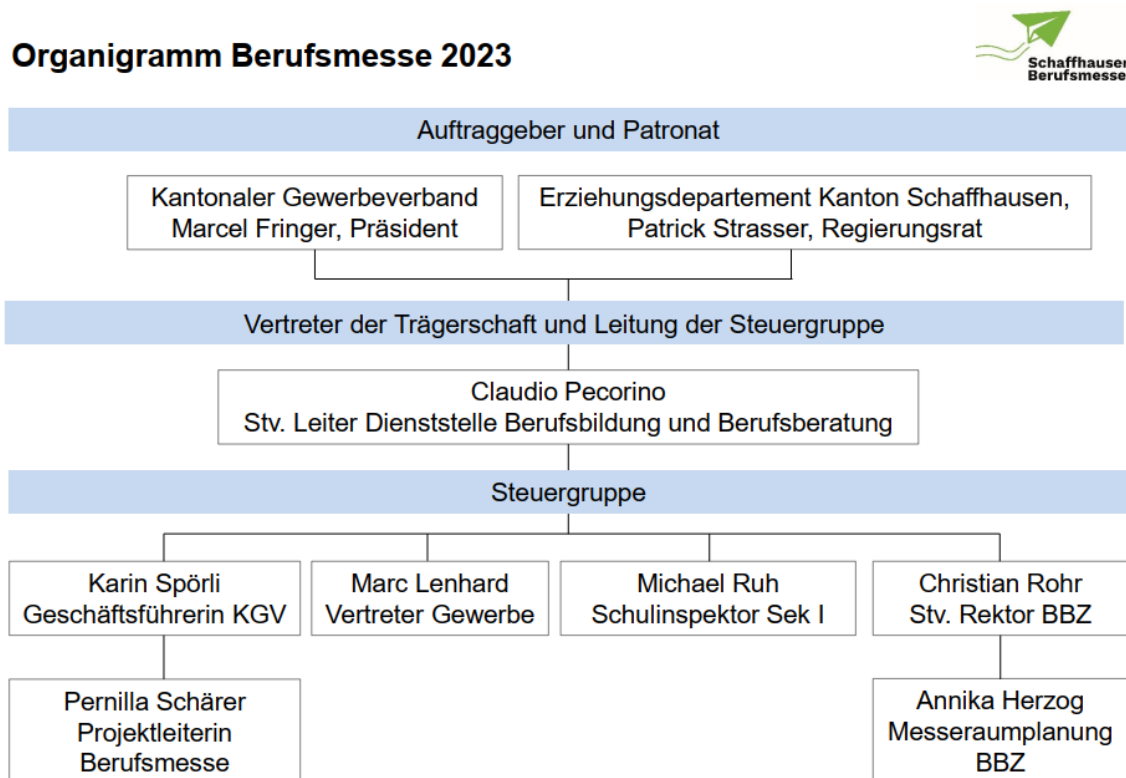 Organigramm Berufsmesse 2023
Schaffhauser
Berufsmesse
Auftraggeber und Patronat
Kantonaler Gewerbeverband
Marcel Fringer, Präsident
Erziehungsdepartement Kanton Schaffhausen,
Patrick Strasser, Regierungsrat
Vertreter der Trägerschaft und Leitung der Steuergruppe
Claudio Pecorino
Stv. Leiter Dienststelle Berufsbildung und Berufsberatung
Steuergruppe
Karin Spörli
Geschäftsführerin KGV
Marc Lenhard
Vertreter Gewerbe
Michael Ruh
Schulinspektor Sek I
Christian Rohr
Stv. Rektor BBZ
Pernilla Schärer
Projektleiterin
Berufsmesse
Annika Herzog
Messeraumplanung
BBZ